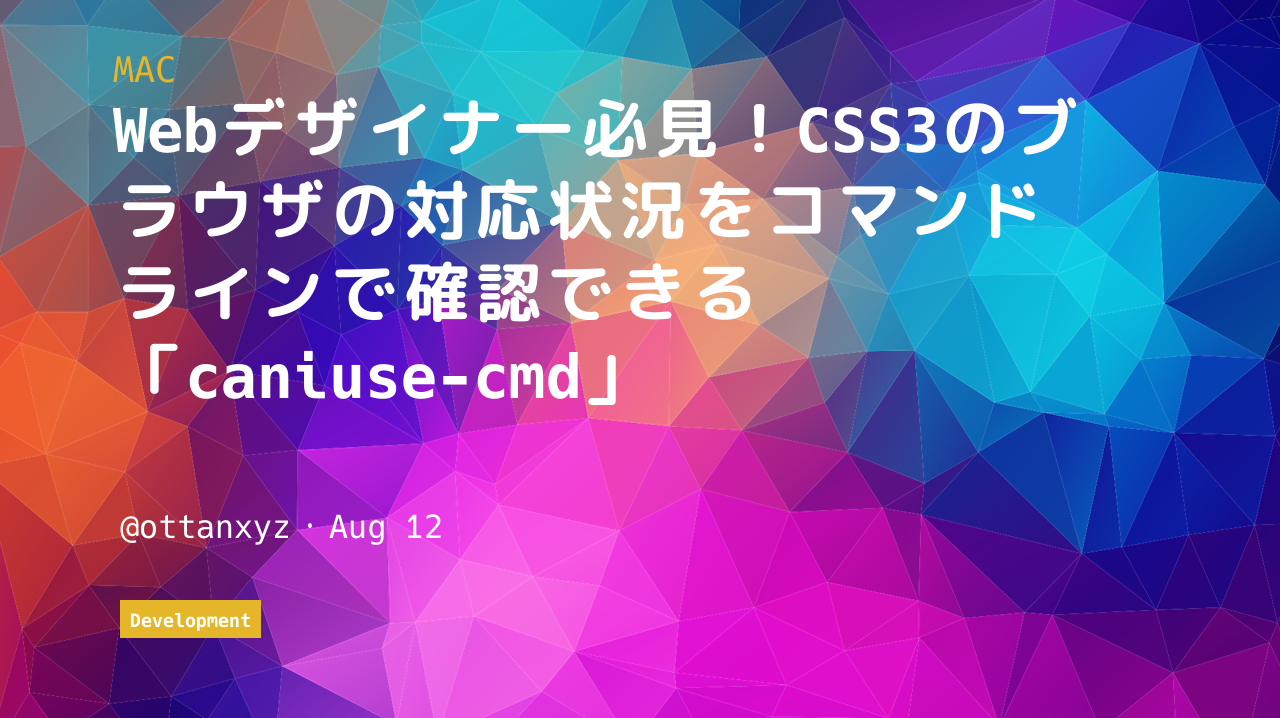 MAC
Webデザイナー必見！CSS3のブ
ラウザの対応状況をコマンド
ラインで確認できる
「caniuse-cmd」
@ottanxyz・Aug 12
Development